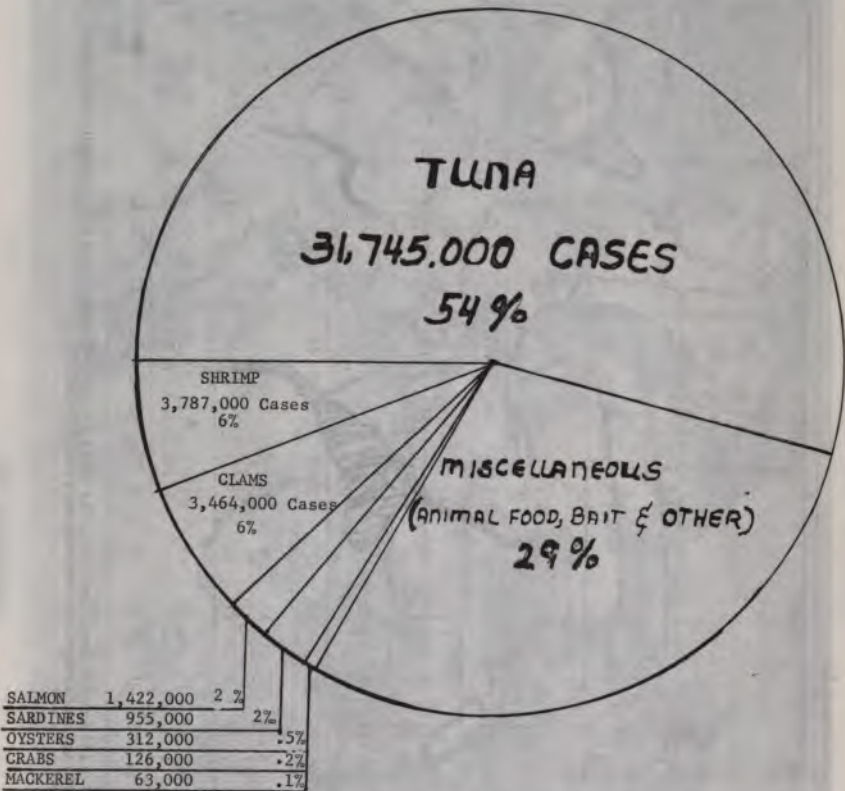 TUNA
31,745.000 CASES
54%
SHRIMP
3,787,000 Cases
6%
CLAMS
3,464,000 Cases
6%
MISCELLANEOUS
(ANIMAL FOOD, BAIT & OTHER)
29%
SALMON 1,422,000 2 %
SARDINES 955,000 2%
OYSTERS 312,000 .5%
CRABS 126,000 .2%
MACKEREL 63,000 .1%